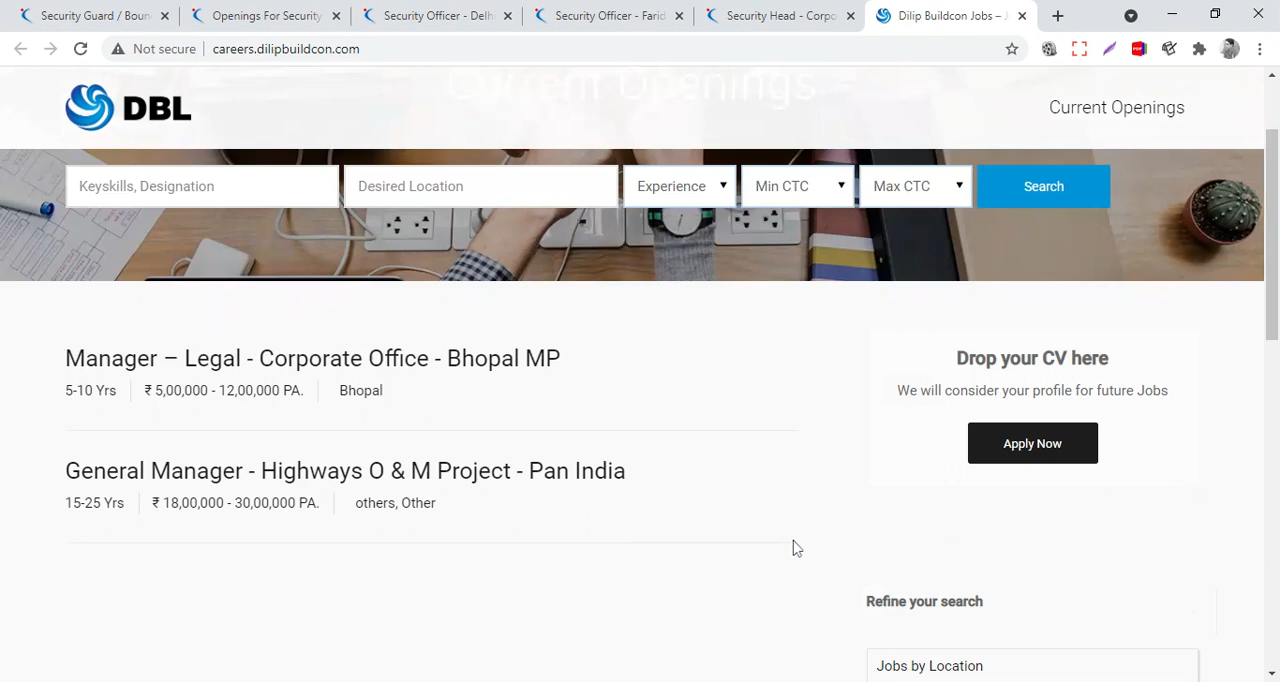 Security Guard / Boun
Openings For Security
Security Officer - Delh
Security Officer - Farid
Security Head - Corpo
Dilip Buildcon Jobs –
Not secure
careers.dilipbuildcon.com
Current Openings
DBL
Current Openings
Keyskills, Designation
Desired Location
Experience
Min CTC
Max CTC
Search
Manager – Legal - Corporate Office - Bhopal MP
5-10 Yrs
₹ 5,00,000 - 12,00,000 PA.
Bhopal
Drop your CV here
We will consider your profile for future Jobs
Apply Now
General Manager - Highways O & M Project - Pan India
15-25 Yrs
₹ 18,00,000 - 30,00,000 PA.
others, Other
Refine your search
Jobs by Location